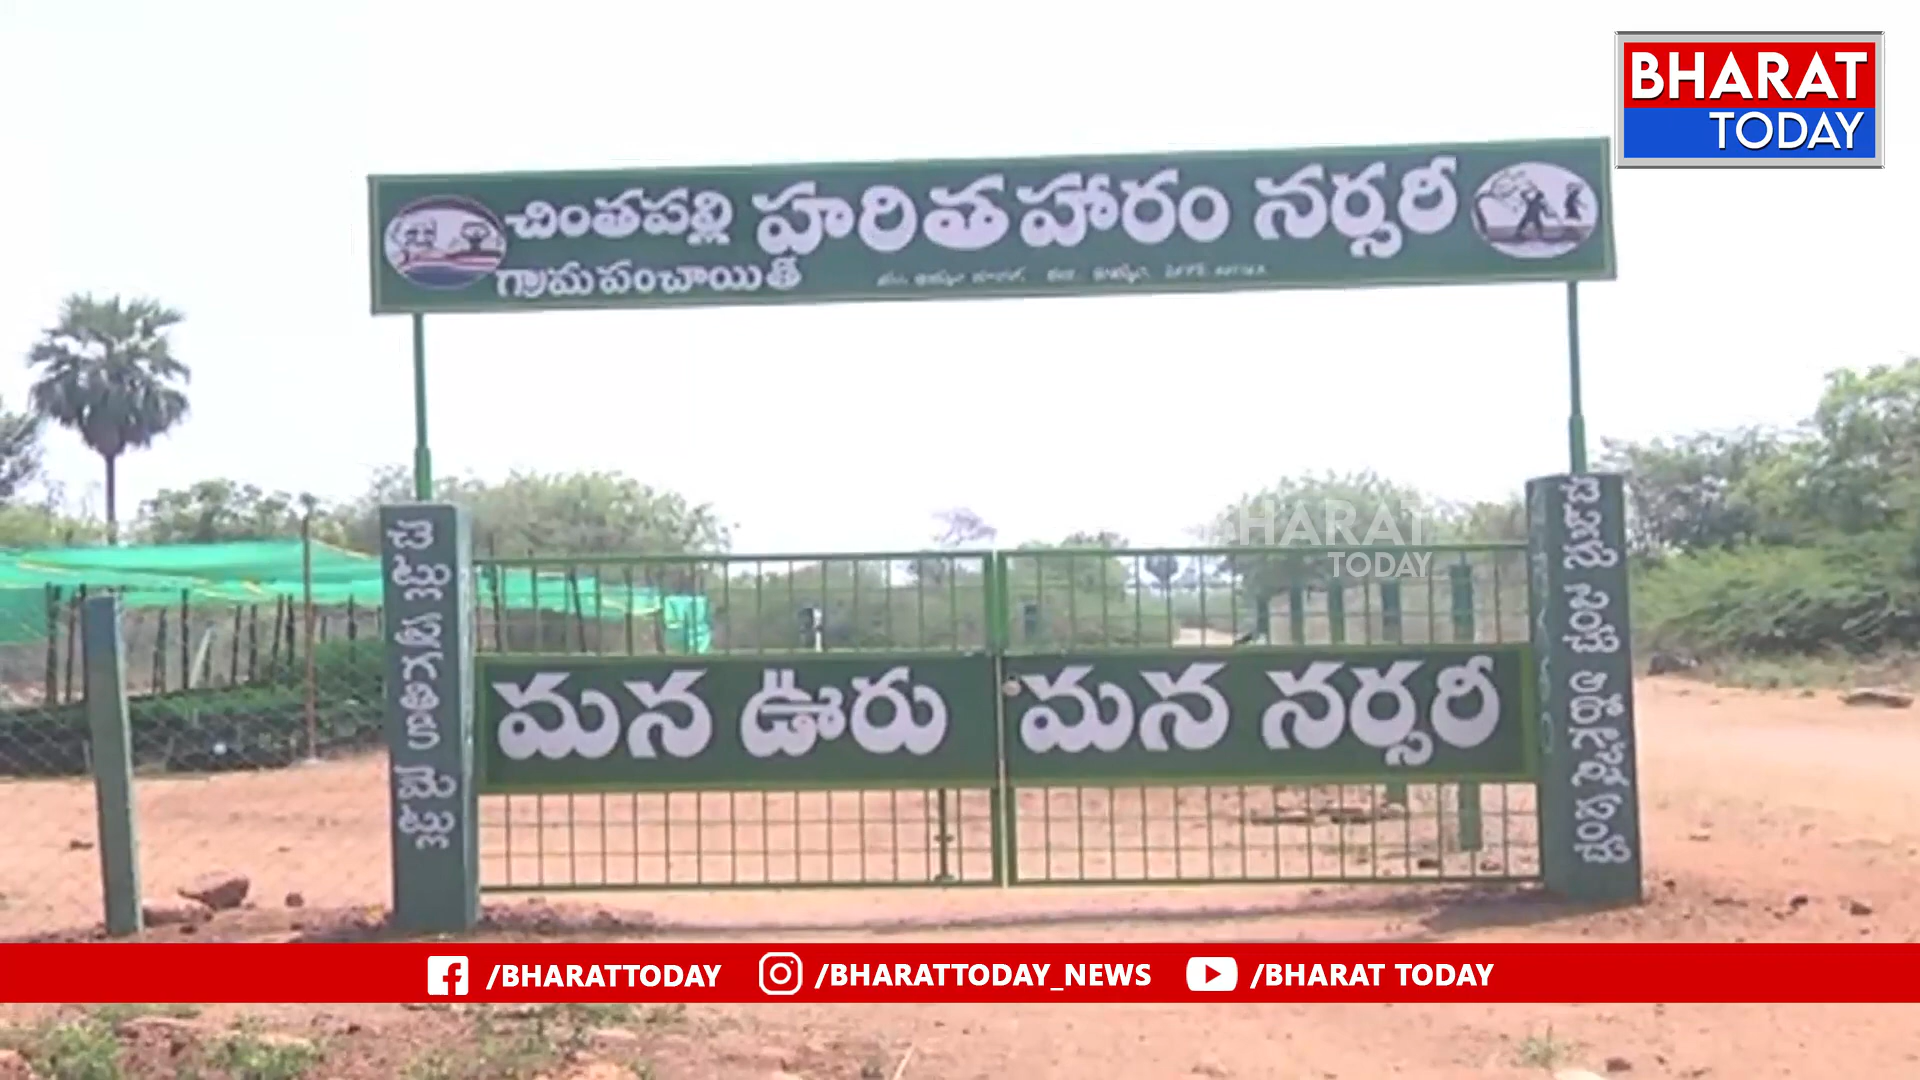 BHARAT
TODAY
చింతపల్లి హరితహారం నర్సరీ
గ్రామపంచాయితీ
BHARAT
TODAY
మన ఊరు మన నర్సరీ
చెట్లు ప్రగతికి మెట్లు
/BHARATTODAY /BHARATTODAY_NEWS /BHARAT TODAY